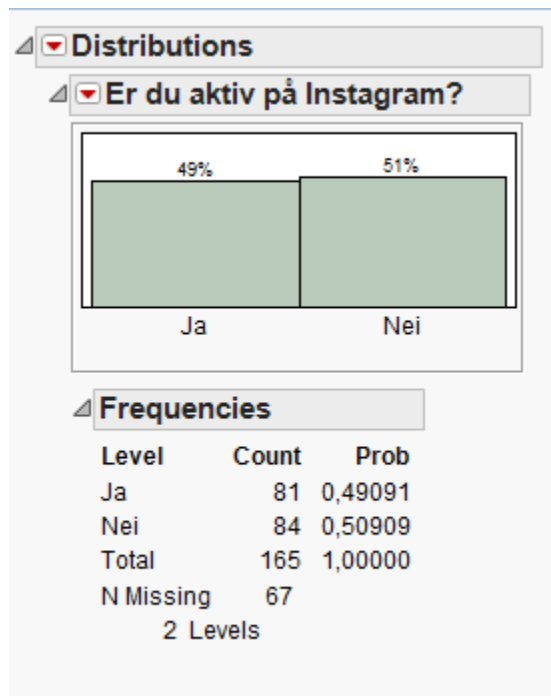 Distributions
Er du aktiv på Instagram?
49% 51%
Ja Nei
Frequencies
Level Count Prob
Ja 81 0,49091
Nei 84 0,50909
Total 165 1,00000
N Missing 67
2 Levels